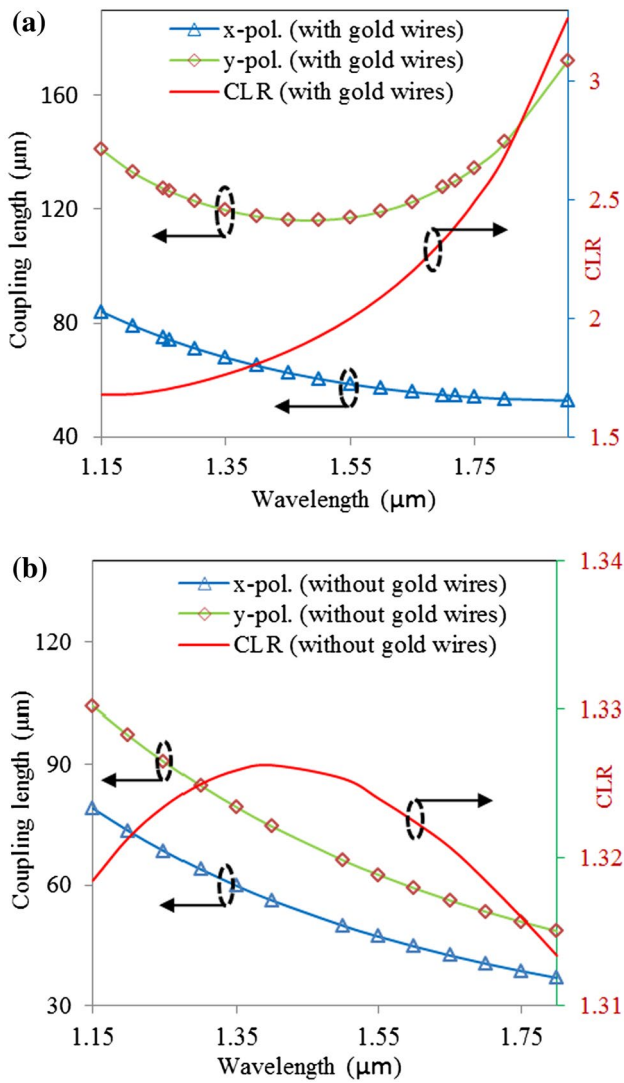 (a)
x-pol. (with gold wires)
y-pol. (with gold wires)
CLR (with gold wires)
160
120
80
40
Coupling length (μm)
3
2.5
2
1.5
CLR
1.15
1.35
1.55
1.75
Wavelength (μm)
(b)
x-pol. (without gold wires)
y-pol. (without gold wires)
CLR (without gold wires)
120
90
60
30
Coupling length (μm)
1.34
1.33
1.32
1.31
CLR
1.15
1.35
1.55
1.75
Wavelength (μm)